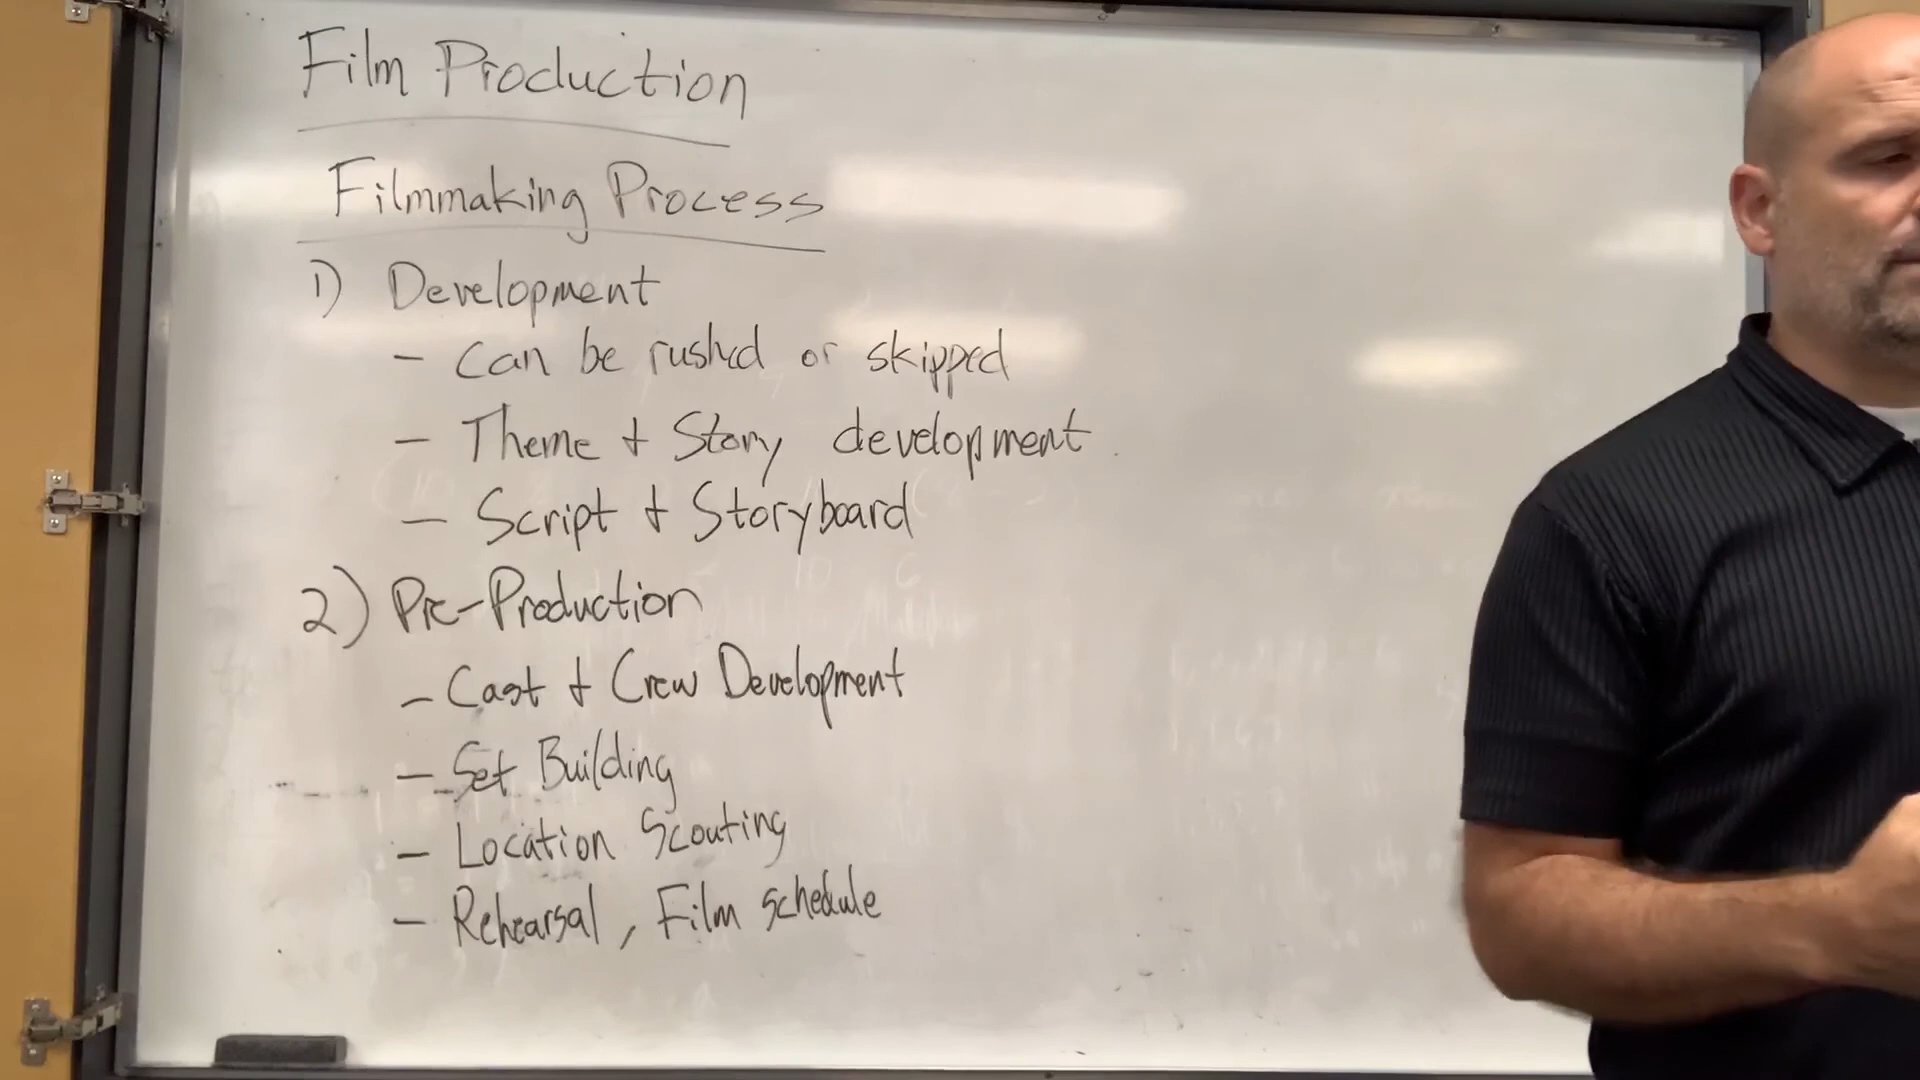 Film Production
Filmmaking Process
1) Development
- can be rushed or skipped
- Theme + Story development
- Script + Storyboard
2) Pre-Production
- Cast + Crew Development
- Set Building
- Location Scouting
- Rehearsal, Film schedule